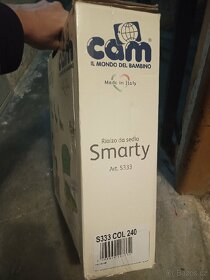 cam
IL MONDO DEL BAMBINO
Made in Italy
Rialzo da sedia
Smarty
Art. S333
S333 COL 240